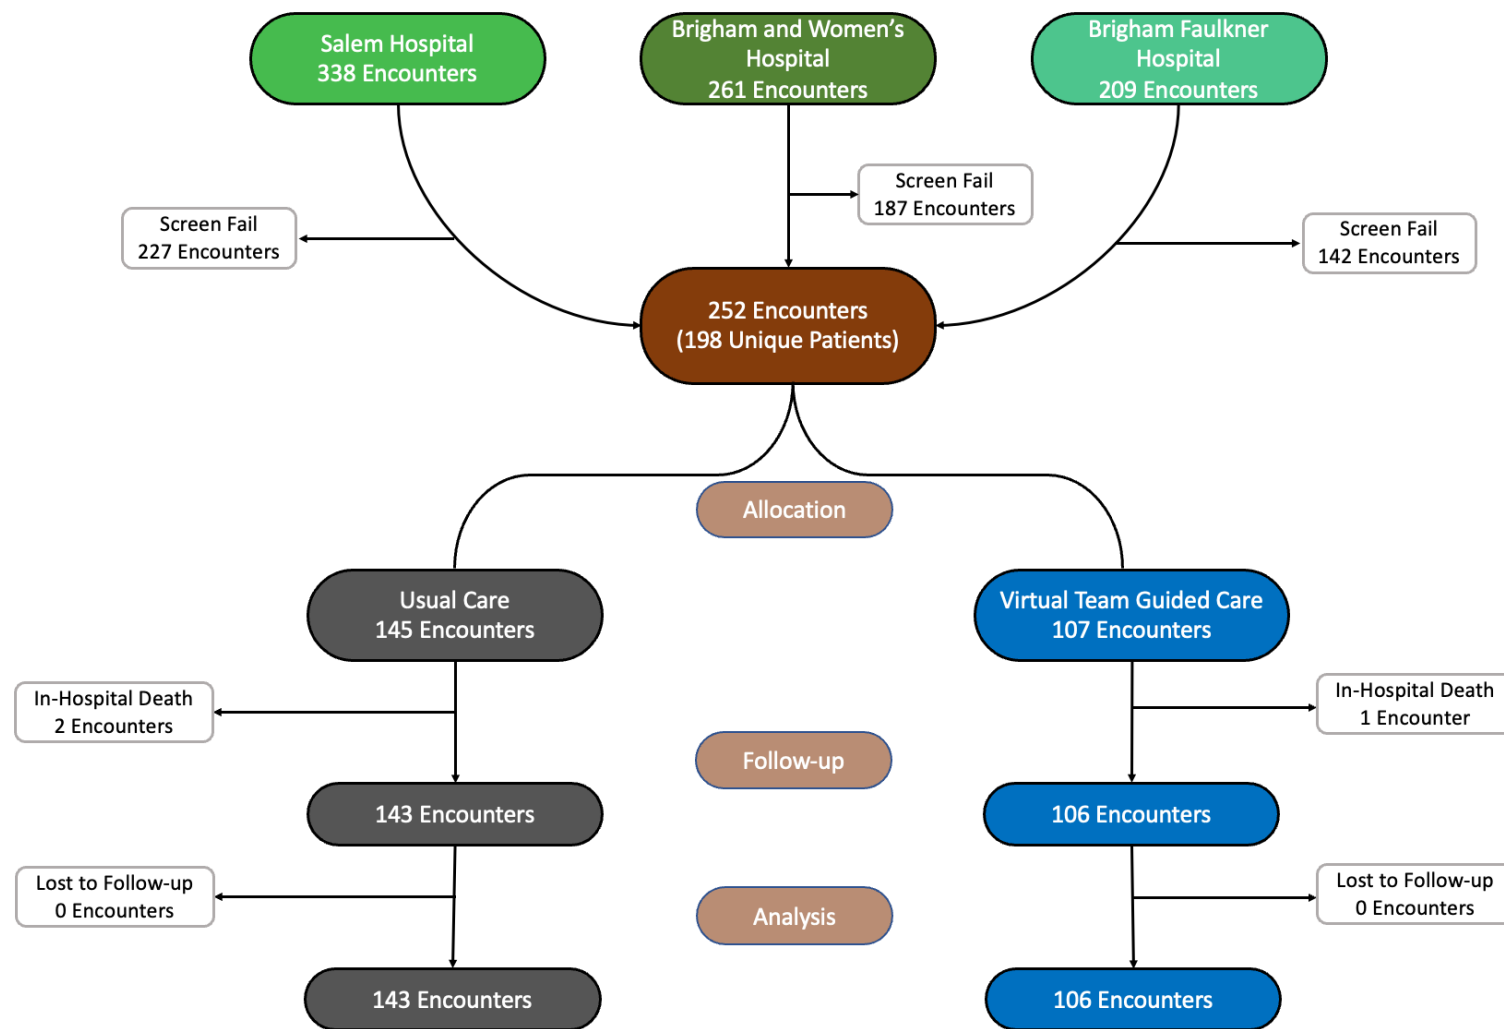 Salem Hospital
338 Encounters
Brigham and Women's
Hospital
261 Encounters
Brigham Faulkner
Hospital
209 Encounters
Screen Fail
227 Encounters
Screen Fail
187 Encounters
Screen Fail
142 Encounters
252 Encounters
(198 Unique Patients)
Allocation
Usual Care
145 Encounters
Virtual Team Guided Care
107 Encounters
In-Hospital Death
2 Encounters
In-Hospital Death
1 Encounter
Follow-up
143 Encounters
106 Encounters
Lost to Follow-up
0 Encounters
Lost to Follow-up
0 Encounters
Analysis
143 Encounters
106 Encounters